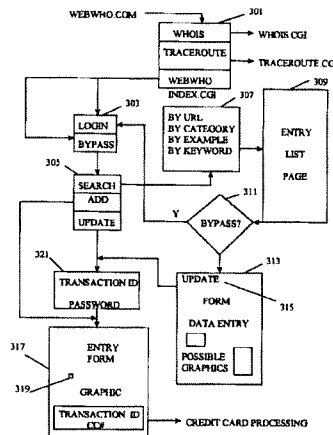 WEBWHO.COM
301
WHOIS
WHOIS.CGI
TRACEROUTE
TRACEROUTE.CG
WEBWHO
INDEX.CGI
303
LOGIN
BYPASS
307
BY URL
BY CATEGORY
BY EXAMPLE
BY KEYWORD
309
ENTRY
LIST
PAGE
305
SEARCH
ADD
UPDATE
311
Y
BYPASS?
321
TRANSACTION ID
PASSWORD
313
UPDATE
315
FORM
DATA ENTRY
POSSIBLE
GRAPHICS
317
ENTRY
FORM
319
GRAPHIC
TRANSACTION ID
CC#
CREDIT CARD PROCESSING